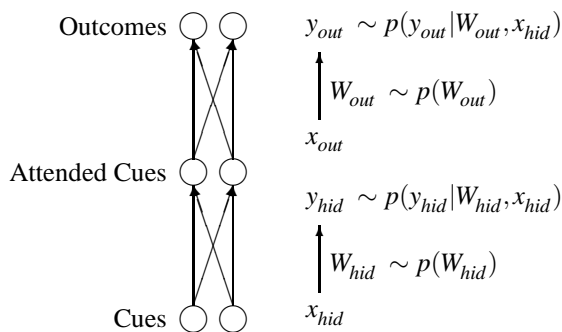 Outcomes
y_out ∼ p(y_out|W_out, x_hid)
W_out ∼ p(W_out)
x_out
Attended Cues
y_hid ∼ p(y_hid|W_hid, x_hid)
W_hid ∼ p(W_hid)
Cues
x_hid